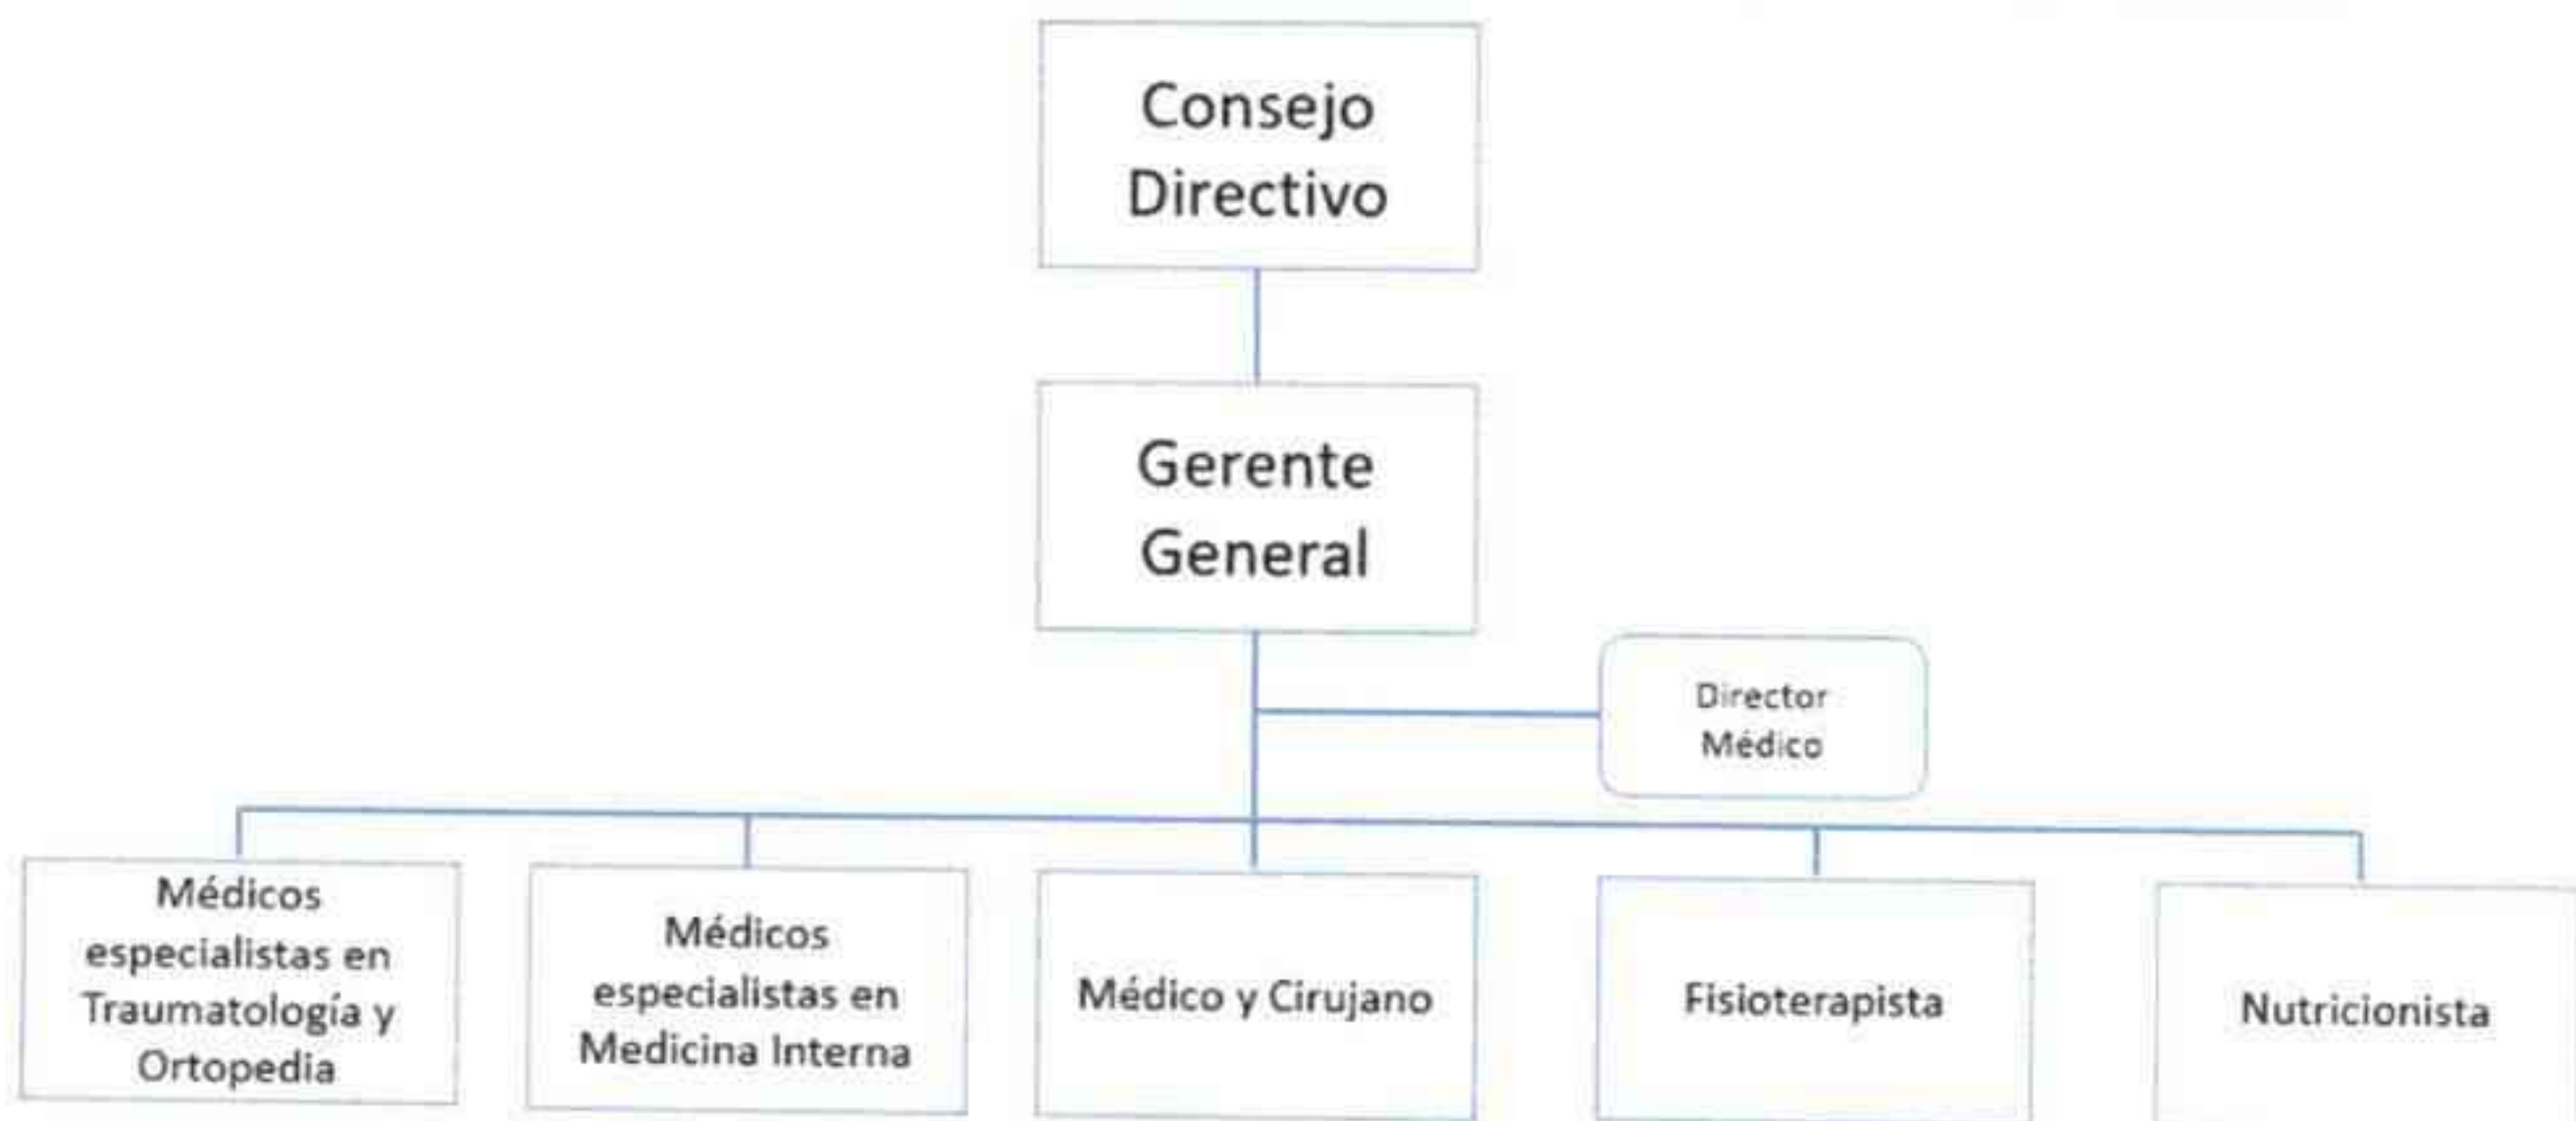 Consejo
Directivo
Gerente
General
Director
Médico
Médicos
especialistas en
Traumatología y
Ortopedia
Médicos
especialistas en
Medicina Interna
Médico y Cirujano
Fisioterapista
Nutricionista